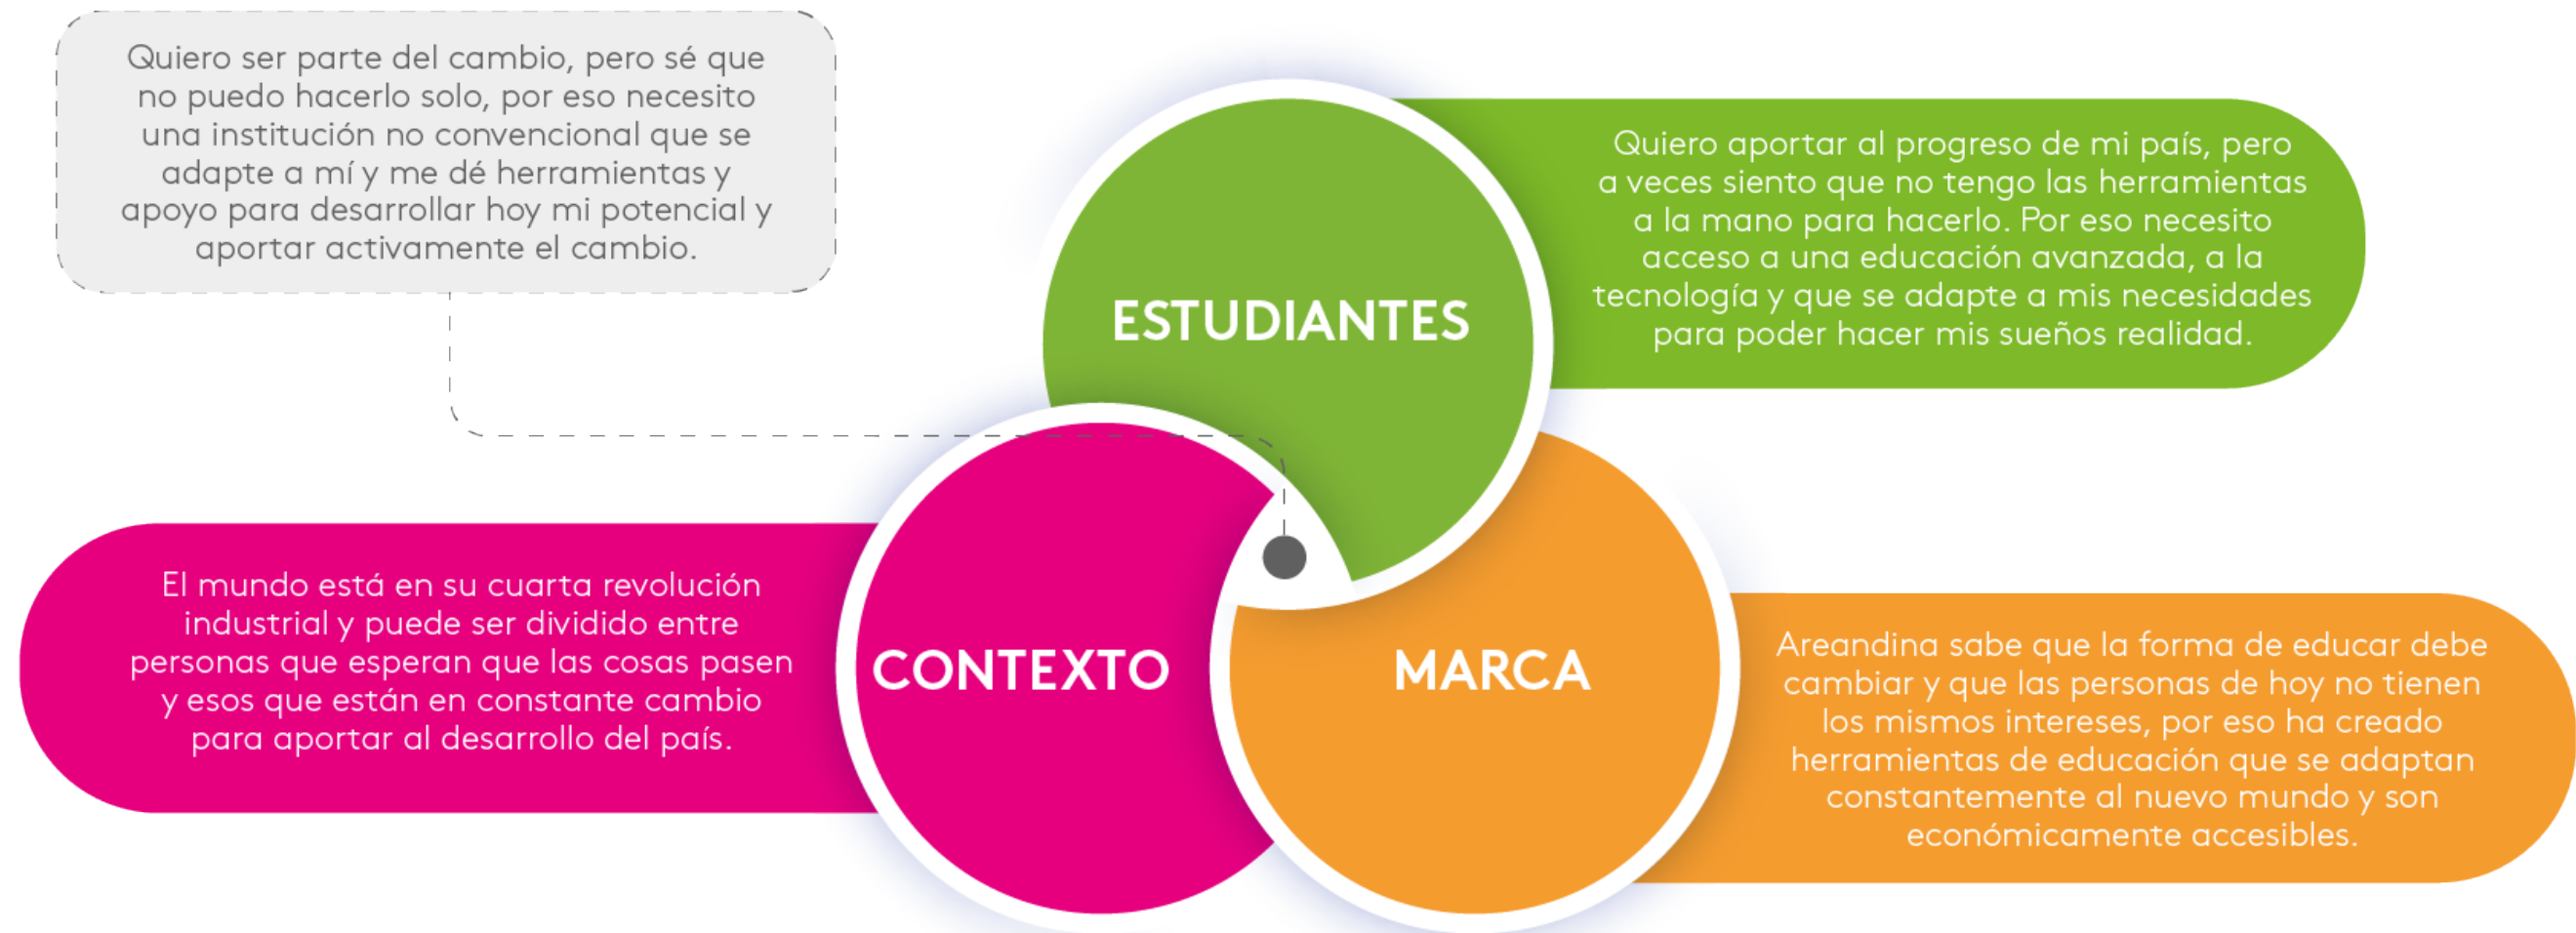 Quiero ser parte del cambio, pero sé que
no puedo hacerlo solo, por eso necesito
una institución no convencional que se
adapte a mí y me dé herramientas y
apoyo para desarrollar hoy mi potencial y
aportar activamente el cambio.
ESTUDIANTES
Quiero aportar al progreso de mi país, pero
a veces siento que no tengo las herramientas
a la mano para hacerlo. Por eso necesito
acceso a una educación avanzada, a la
tecnología y que se adapte a mis necesidades
para poder hacer mis sueños realidad.
El mundo está en su cuarta revolución
industrial y puede ser dividido entre
personas que esperan que las cosas pasen
y esos que están en constante cambio
para aportar al desarrollo del país.
CONTEXTO
MARCA
Areandina sabe que la forma de educar debe
cambiar y que las personas de hoy no tienen
los mismos intereses, por eso ha creado
herramientas de educación que se adaptan
constantemente al nuevo mundo y son
económicamente accesibles.